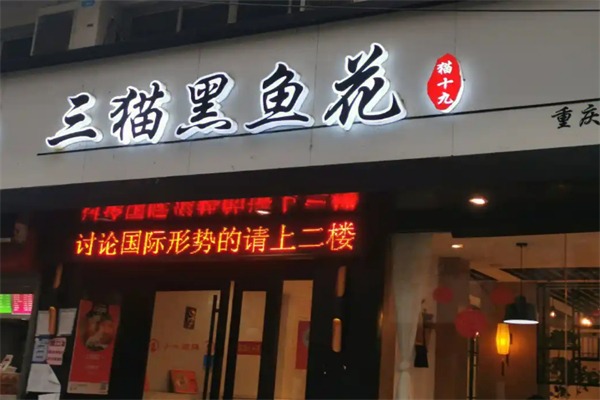 三猫黑鱼花
猫十九
重庆
讨论国际形势的请上二楼